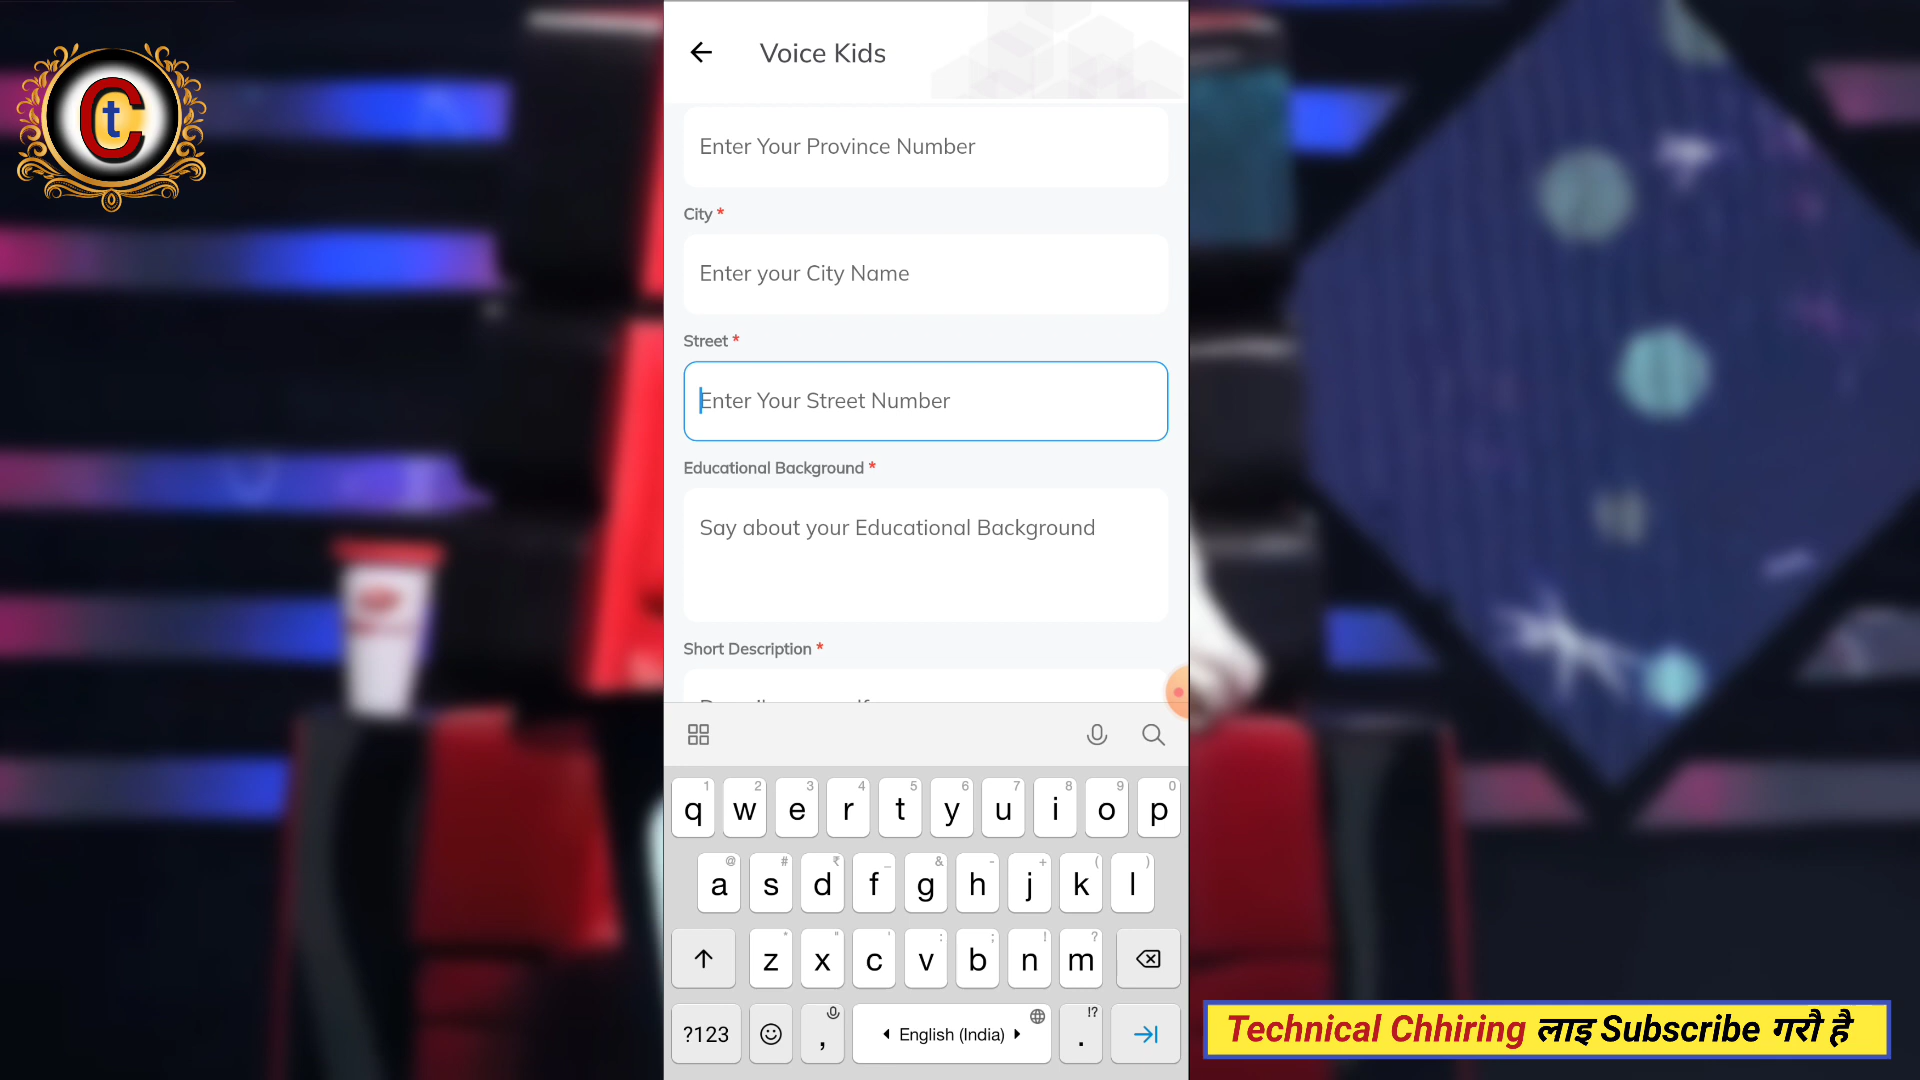 Ct
Voice Kids
Enter Your Province Number
City *
Enter your City Name
Street *
Enter Your Street Number
Educational Background *
Say about your Educational Background
Short Description *
1 2 3 4 5 6 7 8 9 0
q w e r t y u i o p
@ # ₹ _ & - + ( )
a s d f g h j k l
* " ' : ; ! ?
z x c v b n m
!?
?123 , English (India) .
Technical Chhiring लाइ Subscribe गरौ है